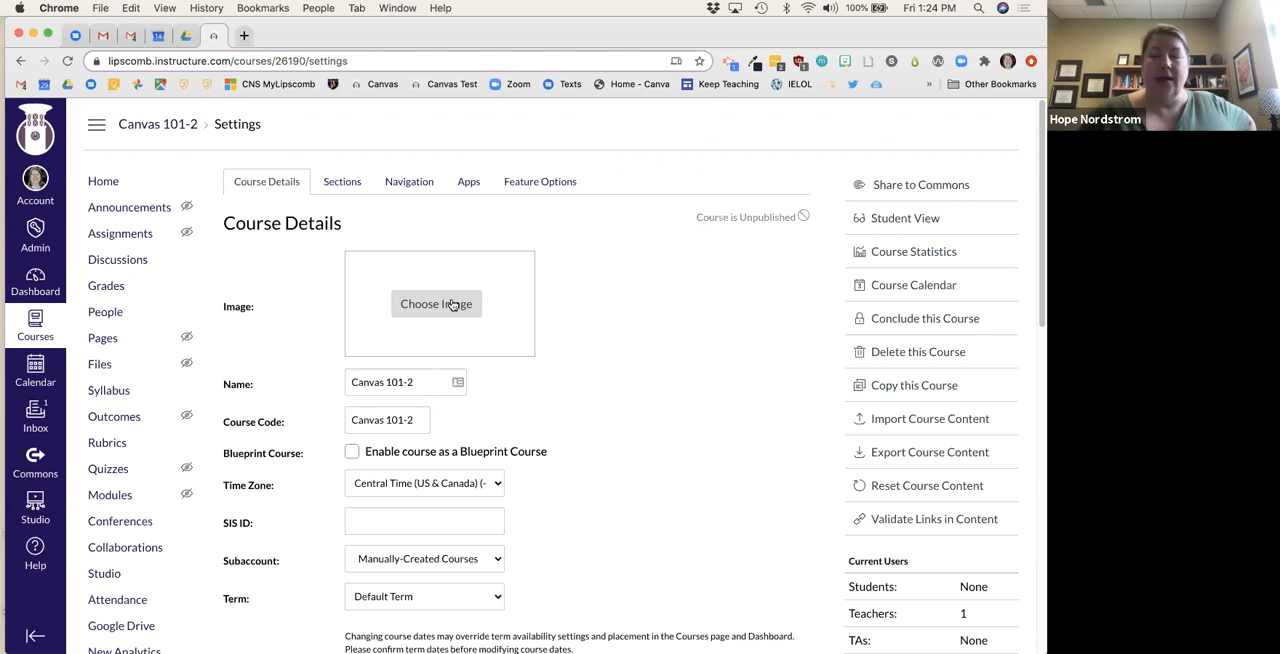 Chrome File Edit View History Bookmarks People Tab Window Help 100% Fri 1:24 PM
lipscomb.instructure.com/courses/26190/settings
CNS MyLipscomb Canvas Canvas Test Zoom Texts Home - Canva Keep Teaching IELOL » Other Bookmarks
Hope Nordstrom
Canvas 101-2 › Settings
Account
Admin
Dashboard
Courses
Calendar
1
Inbox
Commons
Studio
Help
Home
Announcements
Assignments
Discussions
Grades
People
Pages
Files
Syllabus
Outcomes
Rubrics
Quizzes
Modules
Conferences
Collaborations
Studio
Attendance
Google Drive
New Analytics
Course Details Sections Navigation Apps Feature Options
Course Details
Course is Unpublished
Image:
Choose Image
Name: Canvas 101-2
Course Code: Canvas 101-2
Blueprint Course: Enable course as a Blueprint Course
Time Zone: Central Time (US & Canada) (-
SIS ID:
Subaccount: Manually-Created Courses
Term: Default Term
Changing course dates may override term availability settings and placement in the Courses page and Dashboard.
Please confirm term dates before modifying course dates.
Share to Commons
Student View
Course Statistics
Course Calendar
Conclude this Course
Delete this Course
Copy this Course
Import Course Content
Export Course Content
Reset Course Content
Validate Links in Content
Current Users
Students: None
Teachers: 1
TAs: None